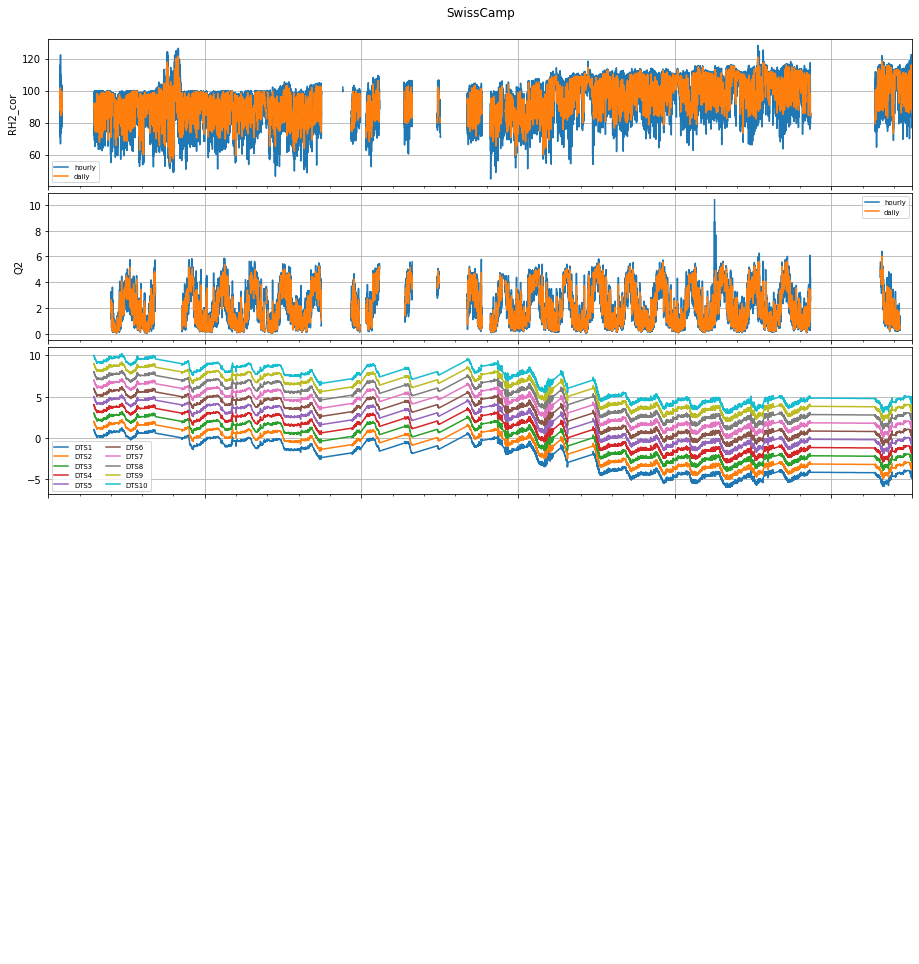 SwissCamp
120
100
80
60
RH2_cor
hourly
daily
10
8
6
4
2
0
Q2
hourly
daily
10
5
0
−5
DTS1 DTS6
DTS2 DTS7
DTS3 DTS8
DTS4 DTS9
DTS5 DTS10